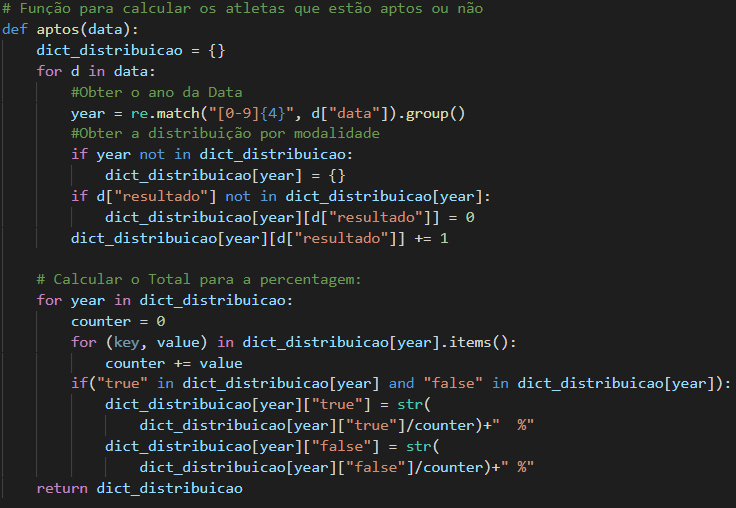 # Função para calcular os atletas que estão aptos ou não
def aptos(data):
    dict_distribuicao = {}
    for d in data:
        #Obter o ano da Data
        year = re.match("[0-9]{4}", d["data"]).group()
        #Obter a distribuição por modalidade
        if year not in dict_distribuicao:
            dict_distribuicao[year] = {}
        if d["resultado"] not in dict_distribuicao[year]:
            dict_distribuicao[year][d["resultado"]] = 0
        dict_distribuicao[year][d["resultado"]] += 1

    # Calcular o Total para a percentagem:
    for year in dict_distribuicao:
        counter = 0
        for (key, value) in dict_distribuicao[year].items():
            counter += value
        if("true" in dict_distribuicao[year] and "false" in dict_distribuicao[year]):
            dict_distribuicao[year]["true"] = str(
                dict_distribuicao[year]["true"]/counter)+"  %"
            dict_distribuicao[year]["false"] = str(
                dict_distribuicao[year]["false"]/counter)+" %"
    return dict_distribuicao